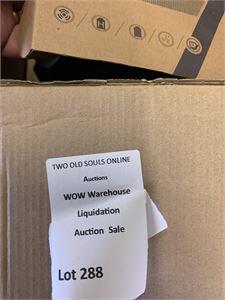 TWO OLD SOULS ONLINE
Auctions
WOW Warehouse
Liquidation
Auction Sale
Lot 288